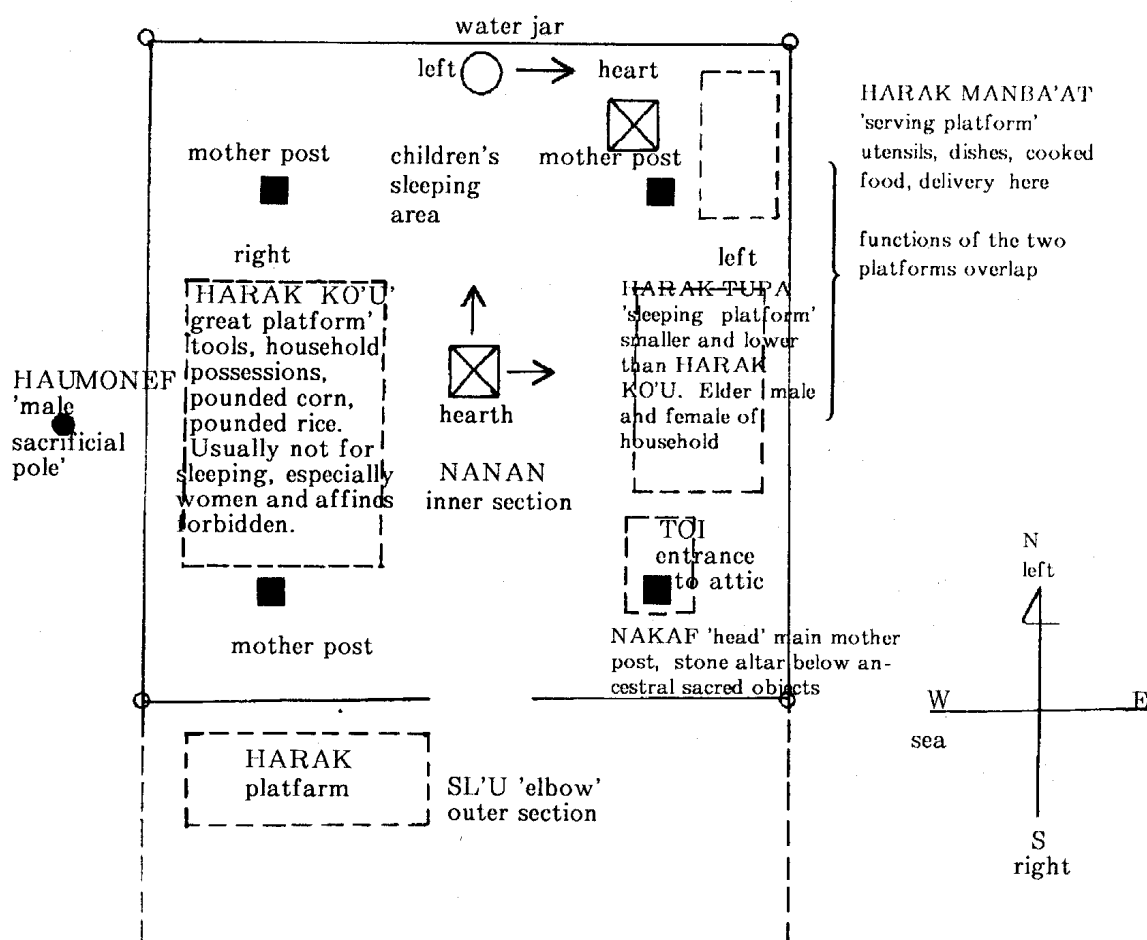 water jar
left
heart
HARAK MANBA'AT
'serving platform'
utensils, dishes, cooked
food, delivery here
functions of the two
platforms overlap
mother post
children's
sleeping
area
mother post
right
left
HARAK KO'U'
great platform'
tools, household
possessions,
pounded corn,
pounded rice.
Usually not for
sleeping, especially
women and affines
forbidden.
HARAK TUPA
'sleeping platform'
smaller and lower
than HARAK
KO'U. Elder male
and female of
household
HAUMONEF
'male
sacrificial
pole'
hearth
NANAN
inner section
TOI
entrance
to attic
mother post
NAKAF 'head' main mother
post, stone altar below an-
cestral sacred objects
N
left
W
E
sea
S
right
HARAK
platfarm
SL'U 'elbow'
outer section